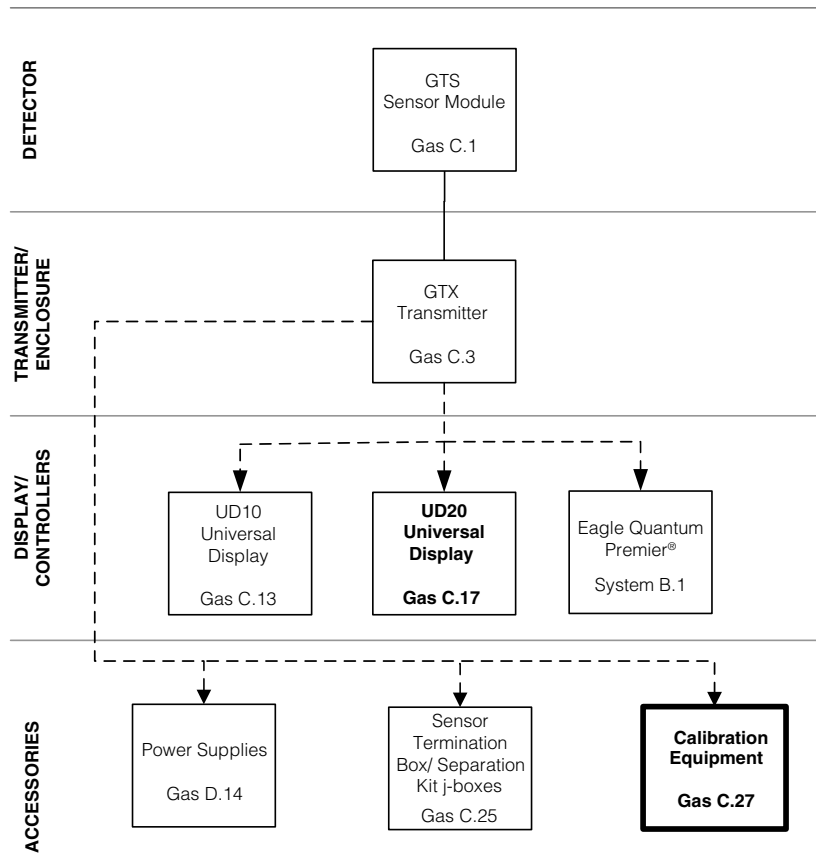 DETECTOR
GTS
Sensor Module
Gas C.1
TRANSMITTER/
ENCLOSURE
GTX
Transmitter
Gas C.3
DISPLAY/
CONTROLLERS
UD10
Universal
Display
Gas C.13
UD20
Universal
Display
Gas C.17
Eagle Quantum
Premier®
System B.1
ACCESSORIES
Power Supplies
Gas D.14
Sensor
Termination
Box/ Separation
Kit j-boxes
Gas C.25
Calibration
Equipment
Gas C.27